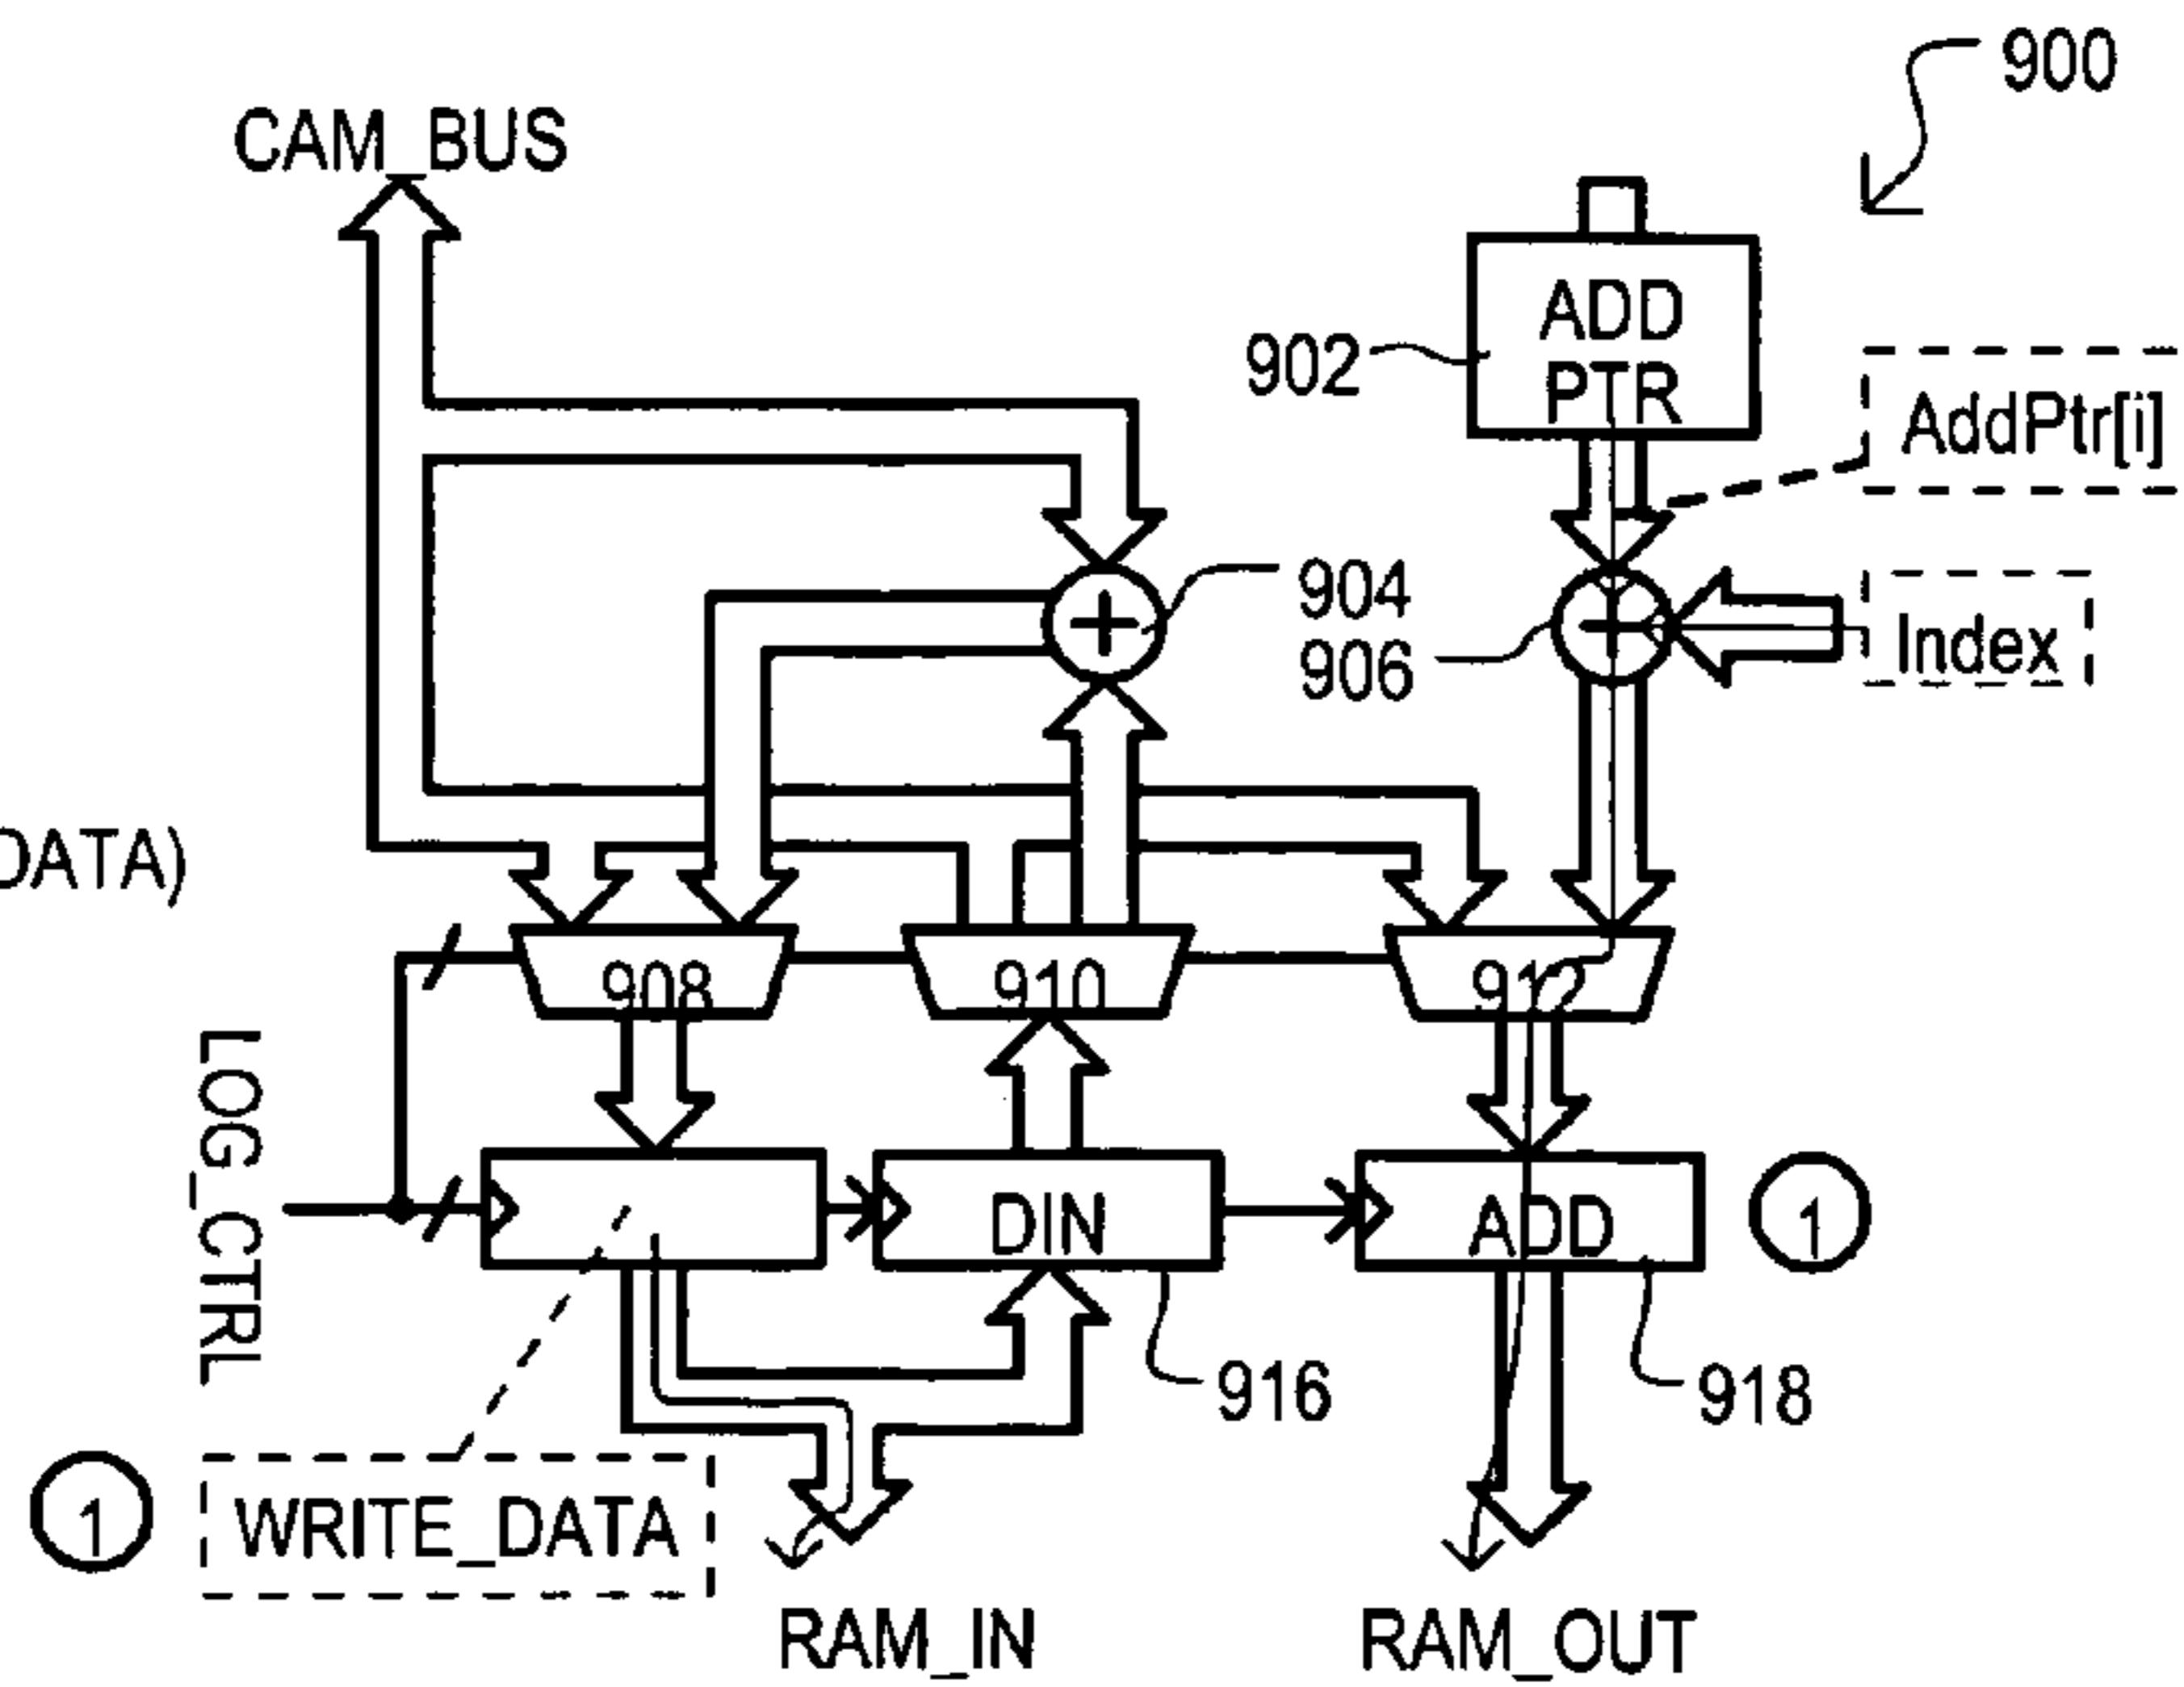 900
CAM_BUS
ADD
PTR
902
AddPtr[i]
904
906
Index
DATA)
908
910
912
LOG_CTRL
DIN
ADD
1
916
918
1
WRITE_DATA
RAM_IN
RAM_OUT